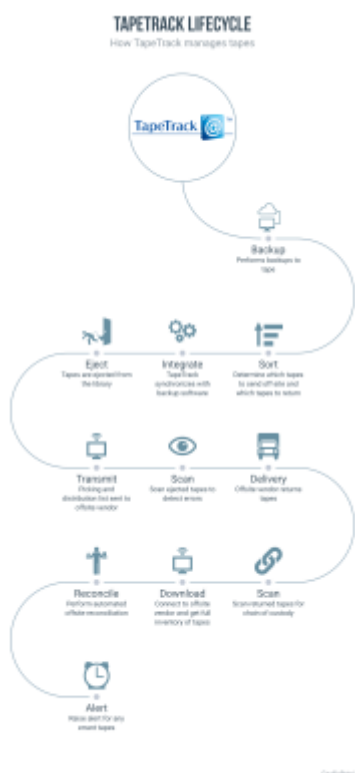 TAPETRACK LIFECYCLE
How TapeTrack manages tapes
TapeTrack
Backup
Performs backups to
tape
Eject
Tapes are ejected from
the library
Integrate
TapeTrack
synchronizes with
backup software
Sort
Determine which tapes
to send offsite and
which tapes to return
Transmit
Picking and
distribution list sent to
offsite vendor
Scan
Scan ejected tapes to
detect errors
Delivery
Offsite vendor returns
tapes
Reconcile
Perform automated
offsite reconciliation
Download
Connect to offsite
vendor and get full
inventory of tapes
Scan
Scan returned tapes for
chain of custody
Alert
Raise alert for any
tapes